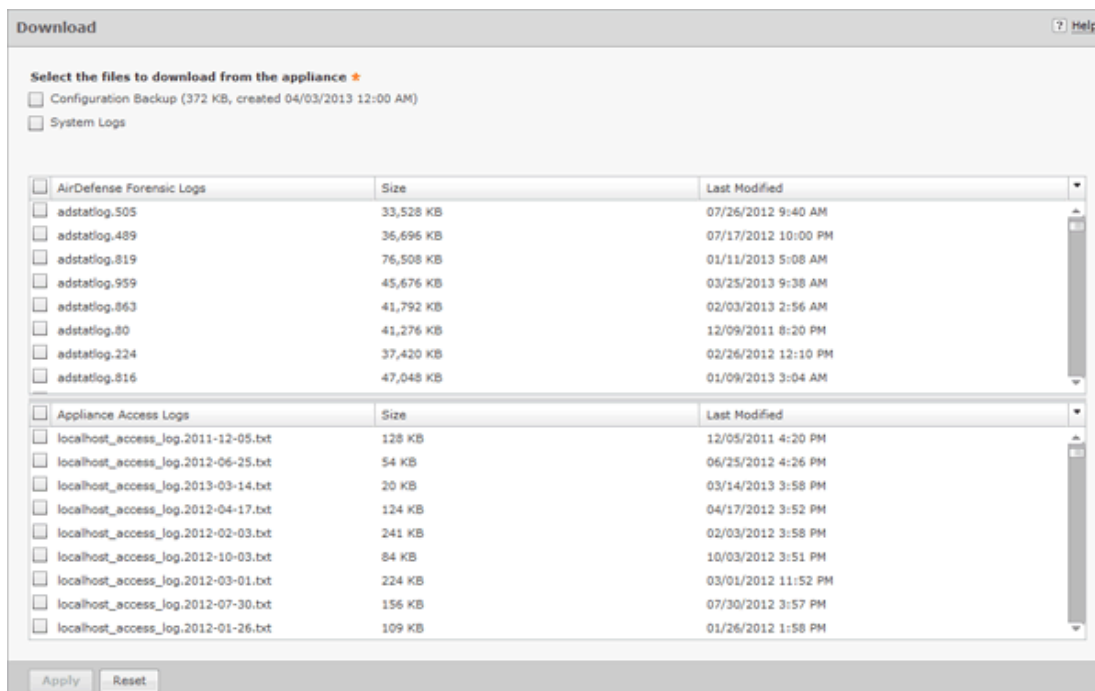 Download ? Help
Select the files to download from the appliance *
Configuration Backup (372 KB, created 04/03/2013 12:00 AM)
System Logs
AirDefense Forensic Logs Size Last Modified
adstatlog.505 33,528 KB 07/26/2012 9:40 AM
adstatlog.489 36,696 KB 07/17/2012 10:00 PM
adstatlog.819 76,508 KB 01/11/2013 5:08 AM
adstatlog.959 45,676 KB 03/25/2013 9:38 AM
adstatlog.863 41,792 KB 02/03/2013 2:56 AM
adstatlog.80 41,276 KB 12/09/2011 8:20 PM
adstatlog.224 37,420 KB 02/26/2012 12:10 PM
adstatlog.816 47,048 KB 01/09/2013 3:04 AM
Appliance Access Logs Size Last Modified
localhost_access_log.2011-12-05.txt 128 KB 12/05/2011 4:20 PM
localhost_access_log.2012-06-25.txt 54 KB 06/25/2012 4:26 PM
localhost_access_log.2013-03-14.txt 20 KB 03/14/2013 3:58 PM
localhost_access_log.2012-04-17.txt 124 KB 04/17/2012 3:52 PM
localhost_access_log.2012-02-03.txt 241 KB 02/03/2012 3:58 PM
localhost_access_log.2012-10-03.txt 84 KB 10/03/2012 3:51 PM
localhost_access_log.2012-03-01.txt 224 KB 03/01/2012 11:52 PM
localhost_access_log.2012-07-30.txt 156 KB 07/30/2012 3:57 PM
localhost_access_log.2012-01-26.txt 109 KB 01/26/2012 1:58 PM
Apply Reset